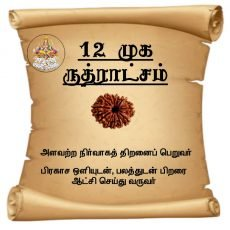 12 முக
ருத்ராட்சம்
அளவற்ற நிர்வாகத் திறனைப் பெறுவர்
பிரகாச ஒளியுடன், பலத்துடன் பிறரை
ஆட்சி செய்து வருவர்